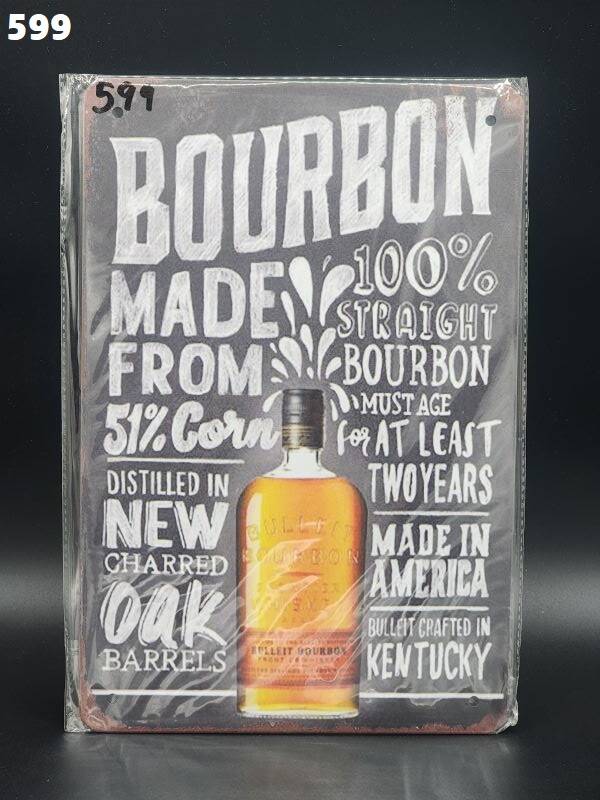 599
599
BOURBON
MADE
FROM
51% Corn
DISTILLED IN
NEW
CHARRED
Oak
BARRELS
100%
STRAIGHT
BOURBON
MUST AGE
for AT LEAST
TWO YEARS
MADE IN
AMERICA
BULLEIT CRAFTED IN
KENTUCKY
BULLEIT
BOURBON
BULLEIT BOURBON